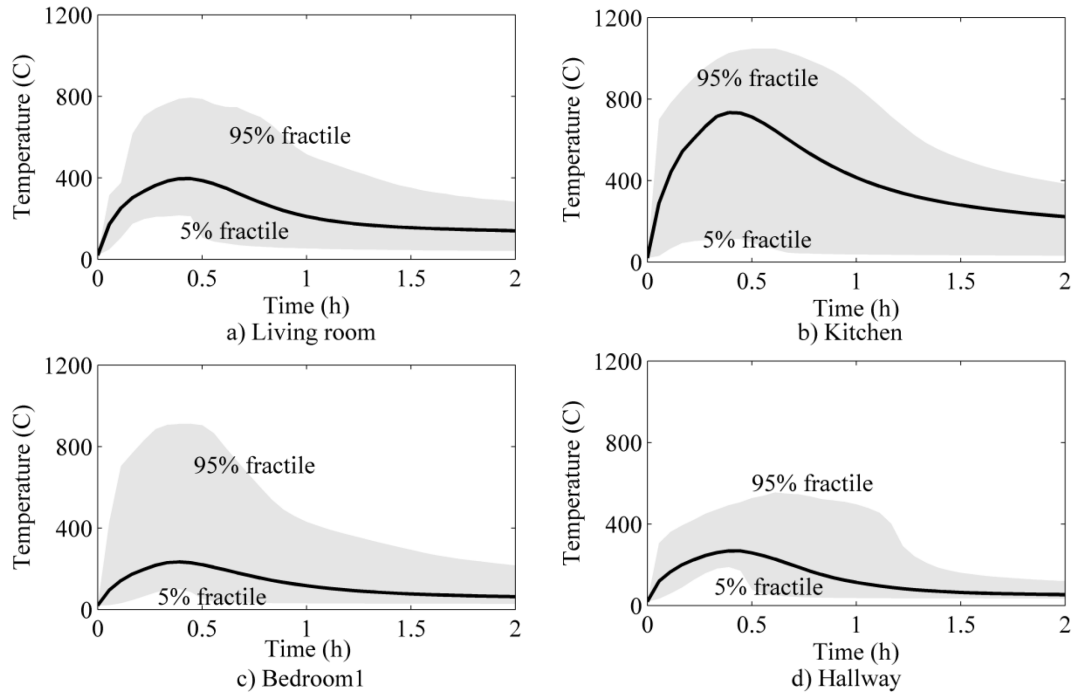 1200
800
400
0
Temperature (C)
95% fractile
5% fractile
0 0.5 1 1.5 2
Time (h)
a) Living room
1200
800
400
0
Temperature (C)
95% fractile
5% fractile
0 0.5 1 1.5 2
Time (h)
b) Kitchen
1200
800
400
0
Temperature (C)
95% fractile
5% fractile
0 0.5 1 1.5 2
Time (h)
c) Bedroom1
1200
800
400
0
Temperature (C)
95% fractile
5% fractile
0 0.5 1 1.5 2
Time (h)
d) Hallway